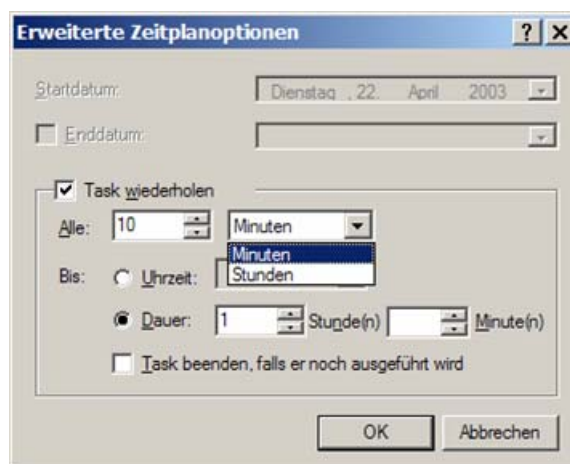 Erweiterte Zeitplanoptionen
Startdatum: Dienstag , 22. April 2003
Enddatum:
Task wiederholen
Alle: 10 Minuten
Minuten
Bis: Uhrzeit: Stunden
Dauer: 1 Stunde(n) Minute(n)
Task beenden, falls er noch ausgeführt wird
OK Abbrechen